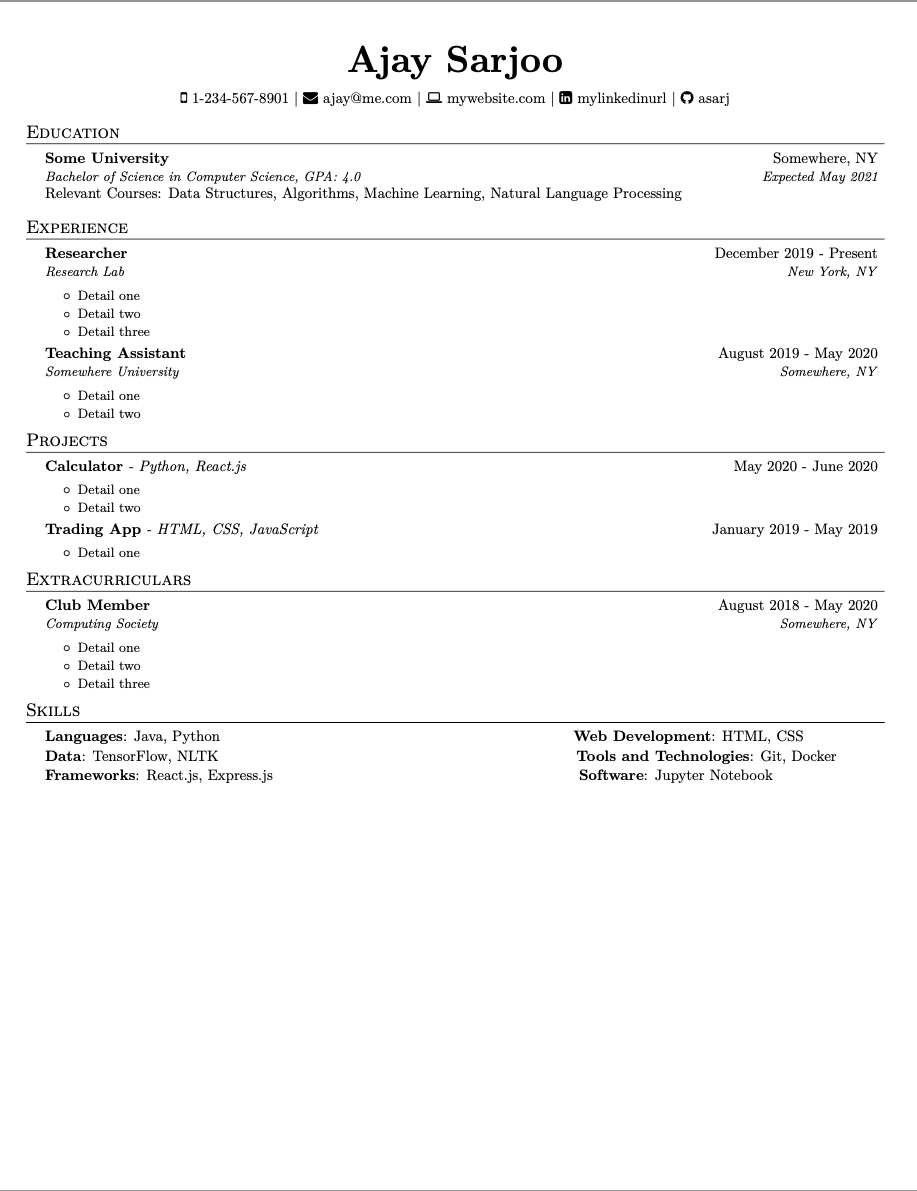 Ajay Sarjoo
1-234-567-8901 | ajay@me.com | mywebsite.com | mylinkedinurl | asarj
Education
Some University Somewhere, NY
Bachelor of Science in Computer Science, GPA: 4.0 Expected May 2021
Relevant Courses: Data Structures, Algorithms, Machine Learning, Natural Language Processing
Experience
Researcher December 2019 - Present
Research Lab New York, NY
◦ Detail one
◦ Detail two
◦ Detail three
Teaching Assistant August 2019 - May 2020
Somewhere University Somewhere, NY
◦ Detail one
◦ Detail two
Projects
Calculator - Python, React.js May 2020 - June 2020
◦ Detail one
◦ Detail two
Trading App - HTML, CSS, JavaScript January 2019 - May 2019
◦ Detail one
Extracurriculars
Club Member August 2018 - May 2020
Computing Society Somewhere, NY
◦ Detail one
◦ Detail two
◦ Detail three
Skills
Languages: Java, Python Web Development: HTML, CSS
Data: TensorFlow, NLTK Tools and Technologies: Git, Docker
Frameworks: React.js, Express.js Software: Jupyter Notebook